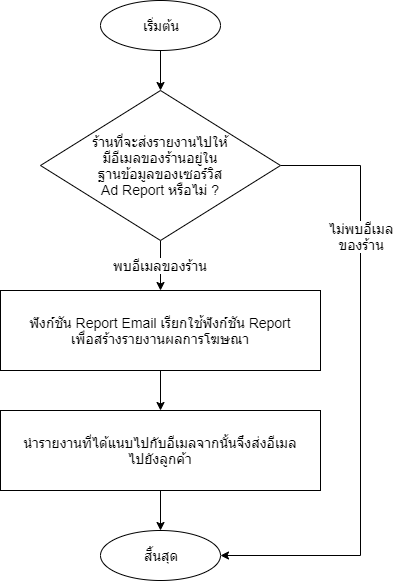 เริ่มต้น
ร้านที่จะส่งรายงานไปให้
มีอีเมลของร้านอยู่ใน
ฐานข้อมูลของเซอร์วิส
Ad Report หรือไม่ ?
ไม่พบอีเมล
ของร้าน
พบอีเมลของร้าน
ฟังก์ชัน Report Email เรียกใช้ฟังก์ชัน Report
เพื่อสร้างรายงานผลการโฆษณา
นำรายงานที่ได้แนบไปกับอีเมลจากนั้นจึงส่งอีเมล
ไปยังลูกค้า
สิ้นสุด